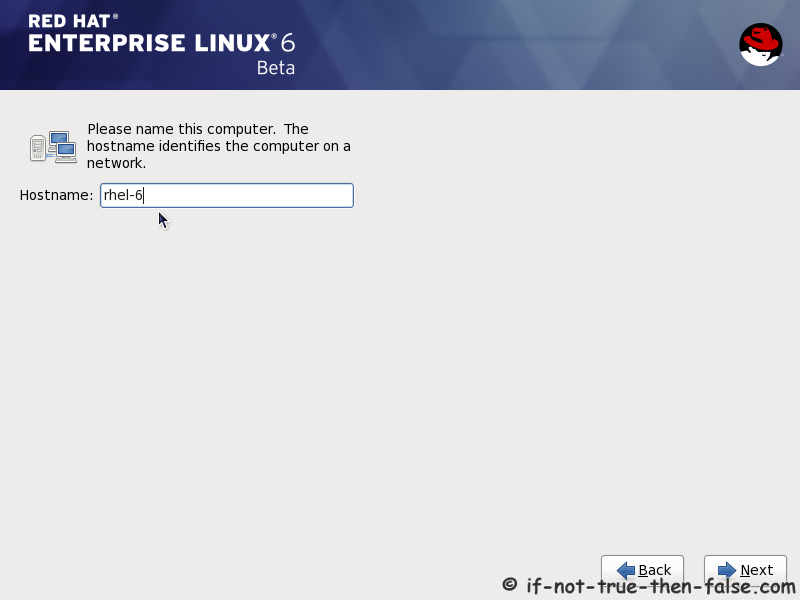 RED HAT®
ENTERPRISE LINUX® 6
Beta
Please name this computer.  The
hostname identifies the computer on a
network.
Hostname: rhel-6
Back Next
© if-not-true-then-false.com